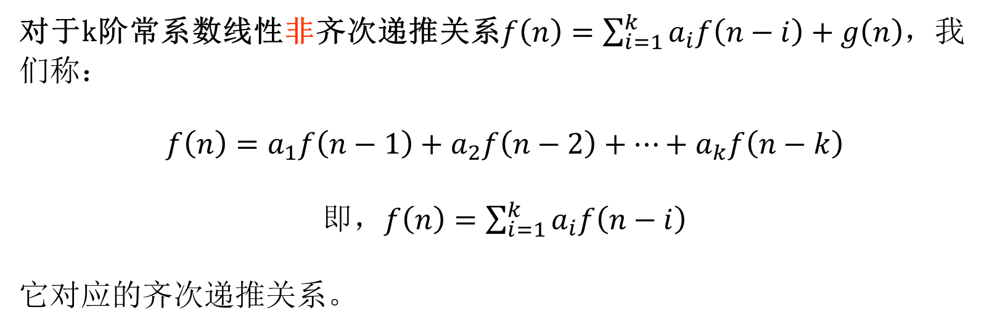 对于k阶常系数线性非齐次递推关系f(n) = ∑_{i=1}^{k} a_i f(n − i) + g(n)，我
们称：
f(n) = a_1 f(n − 1) + a_2 f(n − 2) + ⋯ + a_k f(n − k)
即，f(n) = ∑_{i=1}^{k} a_i f(n − i)
它对应的齐次递推关系。